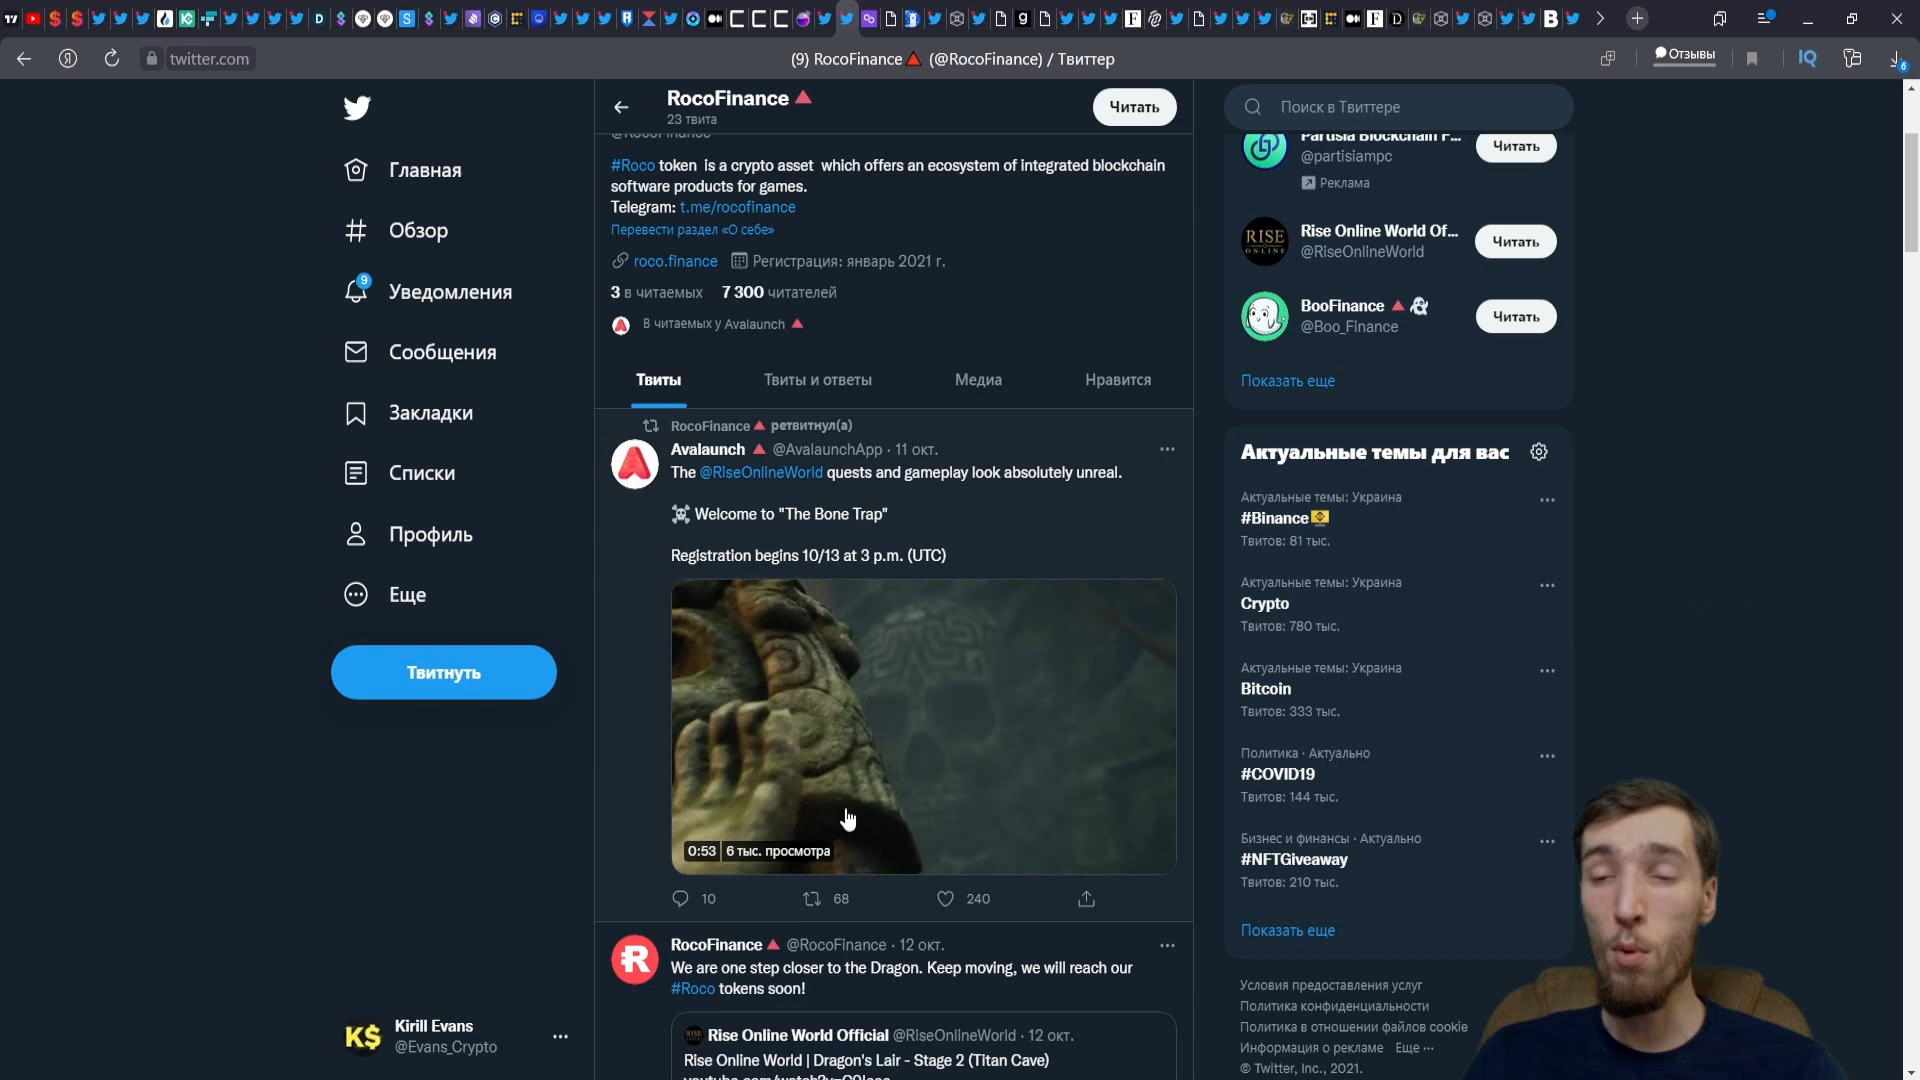 twitter.com
(9) RocoFinance🔺 (@RocoFinance) / Твиттер
Отзывы
Главная
Обзор
9
Уведомления
Сообщения
Закладки
Списки
Профиль
Еще
Твитнуть
Kirill Evans
@Evans_Crypto
RocoFinance 🔺
23 твита
Читать
@RocoFinance
#Roco token is a crypto asset which offers an ecosystem of integrated blockchain
software products for games.
Telegram: t.me/rocofinance
Перевести раздел «О себе»
roco.finance Регистрация: январь 2021 г.
3 в читаемых 7 300 читателей
В читаемых у Avalaunch 🔺
Твиты Твиты и ответы Медиа Нравится
RocoFinance 🔺 ретвитнул(а)
Avalaunch 🔺 @AvalaunchApp · 11 окт.
The @RiseOnlineWorld quests and gameplay look absolutely unreal.
☠️ Welcome to "The Bone Trap"
Registration begins 10/13 at 3 p.m. (UTC)
0:53 6 тыс. просмотра
10 68 240
RocoFinance 🔺 @RocoFinance · 12 окт.
We are one step closer to the Dragon. Keep moving, we will reach our
#Roco tokens soon!
Rise Online World Official @RiseOnlineWorld · 12 окт.
Rise Online World | Dragon's Lair - Stage 2 (Titan Cave)
Поиск в Твиттере
Partisia Blockchain F...
@partisiampc
Читать
Реклама
RISE
ONLINE
Rise Online World Of...
@RiseOnlineWorld
Читать
BooFinance 🔺👻
@Boo_Finance
Читать
Показать еще
Актуальные темы для вас
Актуальные темы: Украина
#Binance
Твитов: 81 тыс.
Актуальные темы: Украина
Crypto
Твитов: 780 тыс.
Актуальные темы: Украина
Bitcoin
Твитов: 333 тыс.
Политика · Актуально
#COVID19
Твитов: 144 тыс.
Бизнес и финансы · Актуально
#NFTGiveaway
Твитов: 210 тыс.
Показать еще
Условия предоставления услуг
Политика конфиденциальности
Политика в отношении файлов cookie
Информация о рекламе Еще ···
© Twitter, Inc., 2021.